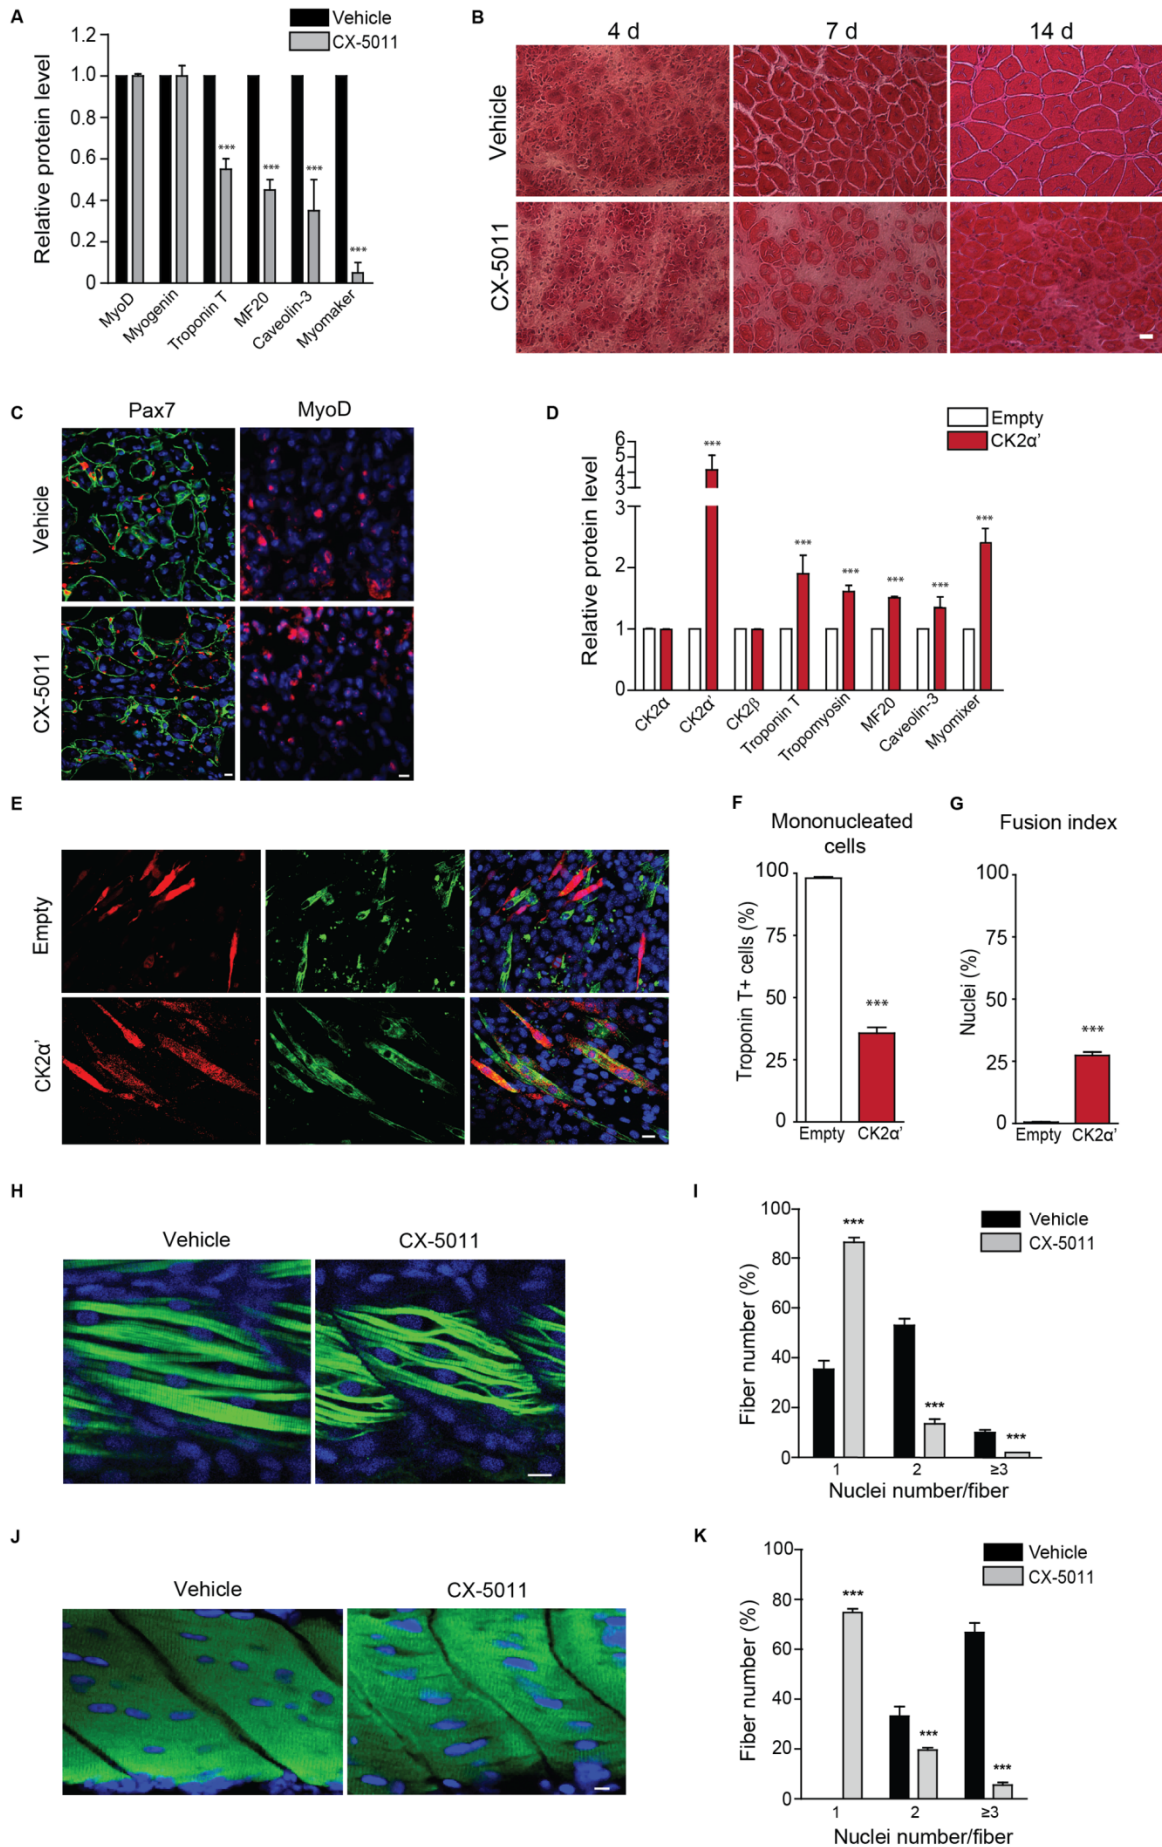 A
Vehicle
CX-5011
Relative protein level
1.2
1.0
0.8
0.6
0.4
0.2
0
***
***
***
***
MyoD
Myogenin
Troponin T
MF20
Caveolin-3
Myomaker
B
4 d
7 d
14 d
Vehicle
CX-5011
C
Pax7
MyoD
Vehicle
CX-5011
D
Empty
CK2α’
Relative protein level
6
5
4
3
3
2
1
0
***
***
***
***
***
***
CK2α
CK2α’
CK2β
Troponin T
Tropomyosin
MF20
Caveolin-3
Myomixer
E
Empty
CK2α’
F
Mononucleated
cells
Troponin T+ cells (%)
100
75
50
25
0
***
Empty
CK2α’
G
Fusion index
Nuclei (%)
100
75
50
25
0
***
Empty
CK2α’
H
Vehicle
CX-5011
I
Vehicle
CX-5011
Fiber number (%)
100
80
60
40
20
0
***
***
***
1
2
≥3
Nuclei number/fiber
J
Vehicle
CX-5011
K
Vehicle
CX-5011
Fiber number (%)
100
80
60
40
20
0
***
***
***
1
2
≥3
Nuclei number/fiber